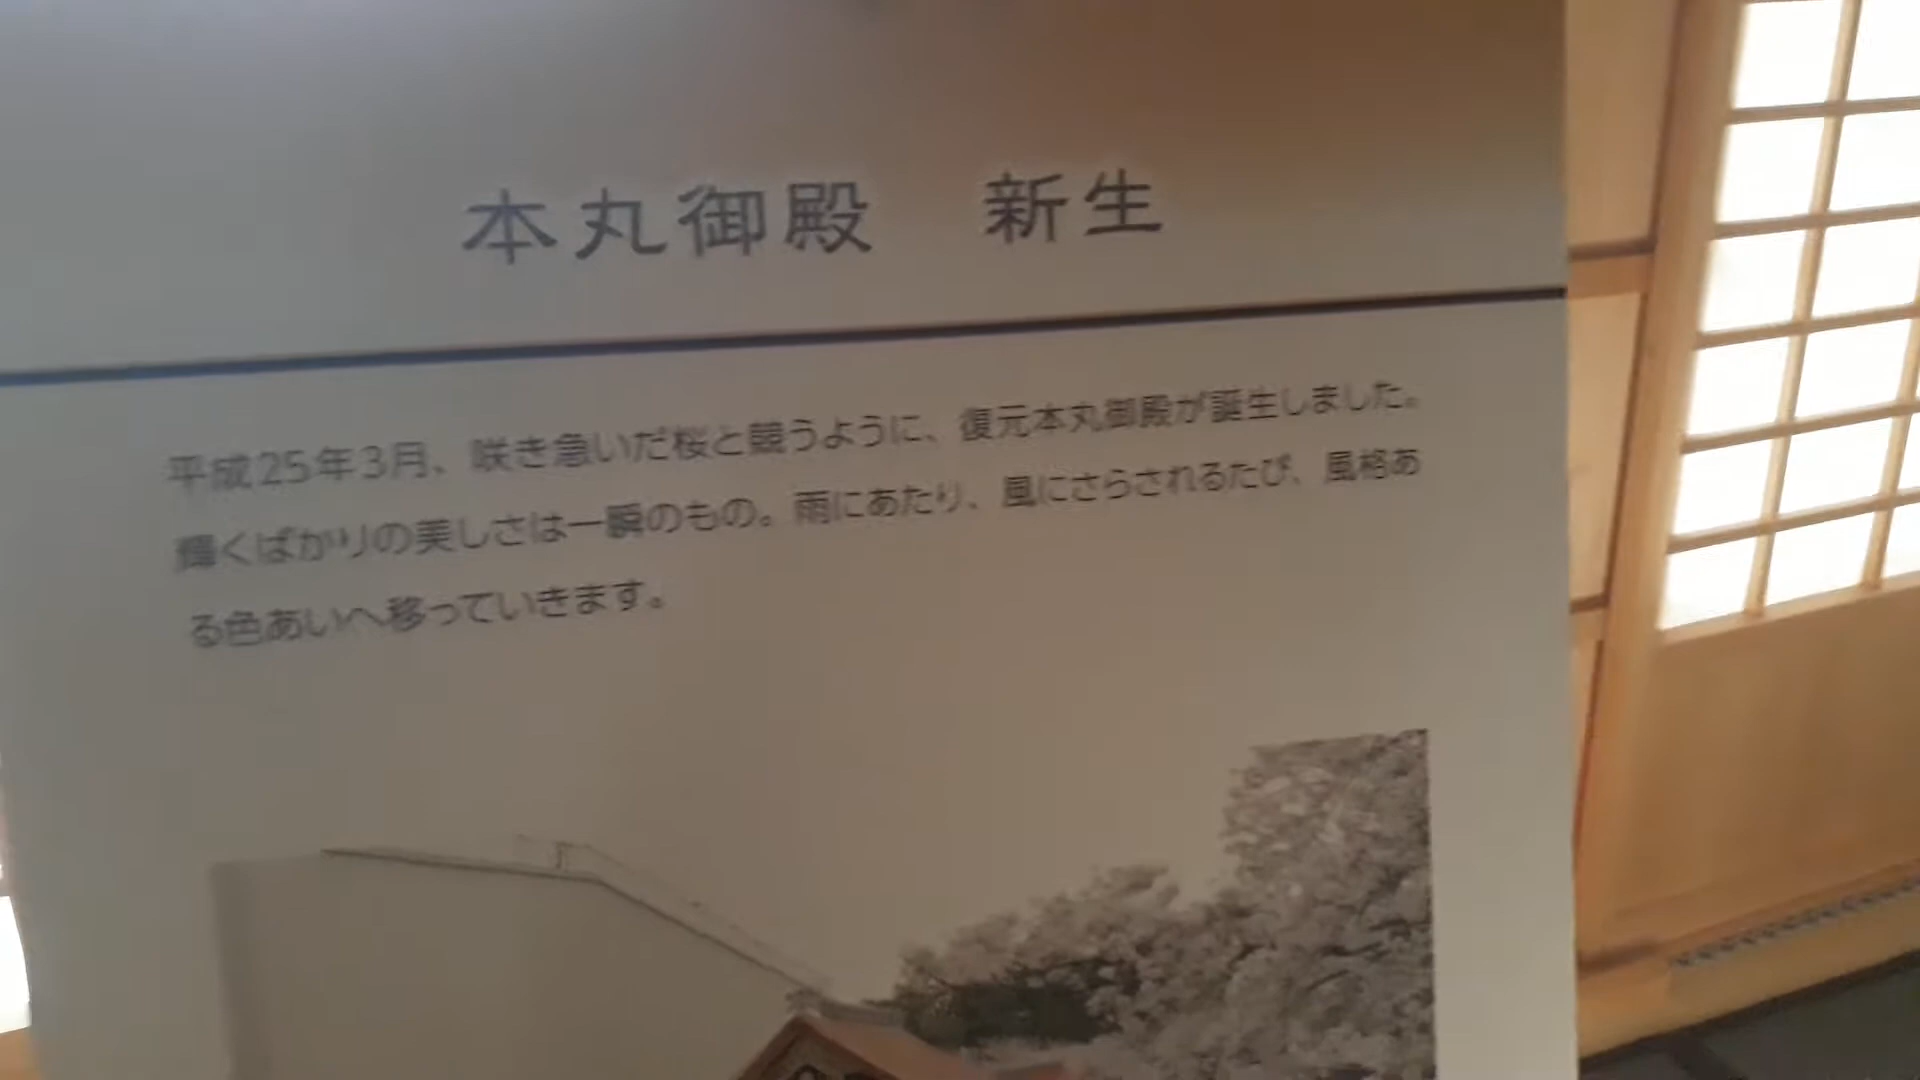 本丸御殿　新生
平成25年3月、咲き急いだ桜と競うように、復元本丸御殿が誕生しました。
輝くばかりの美しさは一瞬のもの。雨にあたり、風にさらされるたび、風格あ
る色あいへ移っていきます。